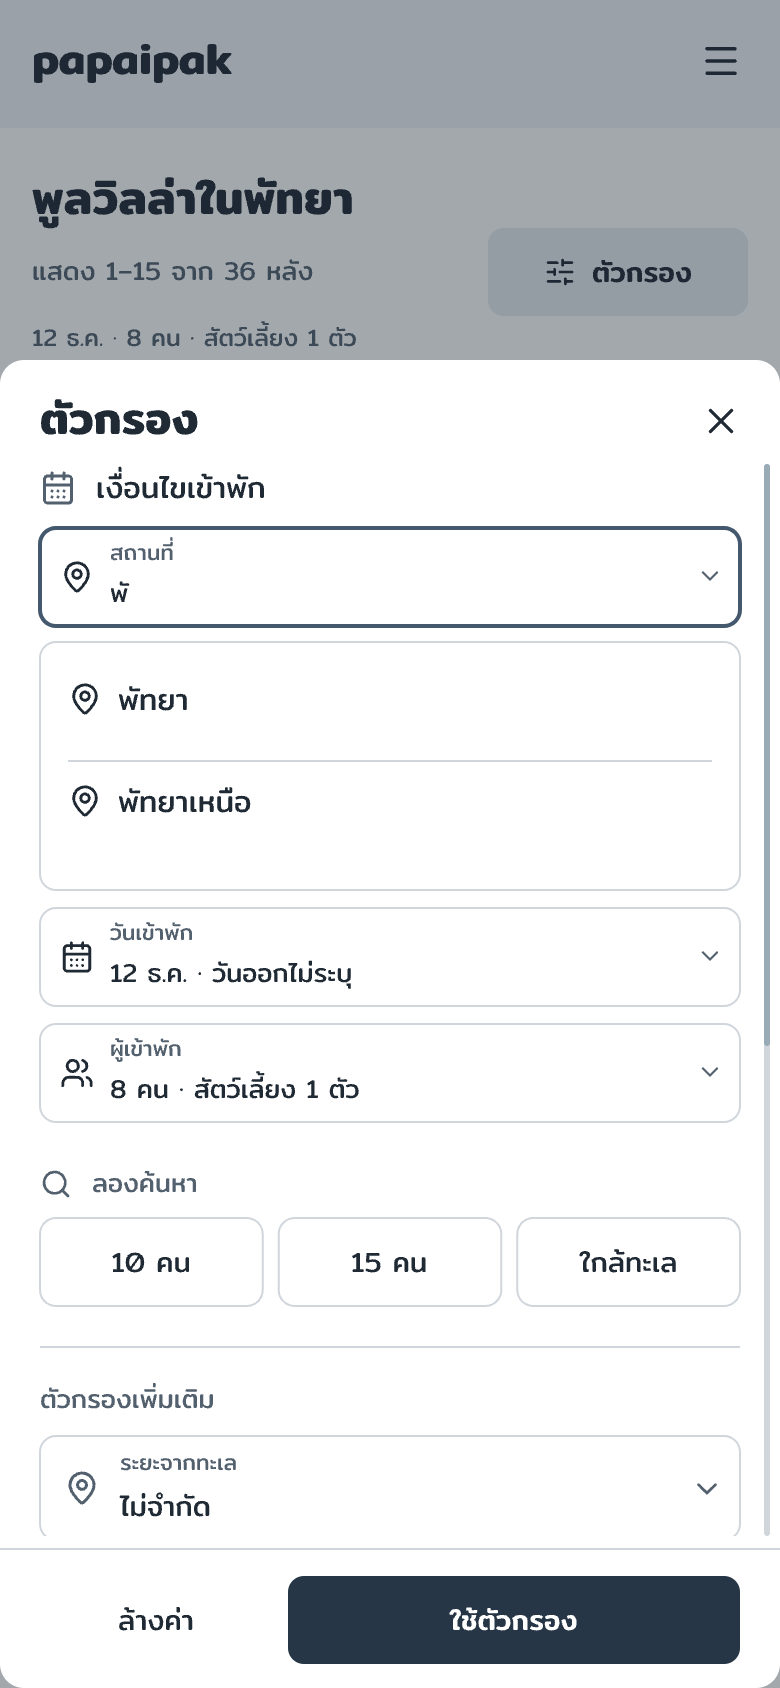 papaipak
พูลวิลล่าในพัทยา
แสดง 1–15 จาก 36 หลัง
ตัวกรอง
12 ธ.ค. · 8 คน · สัตว์เลี้ยง 1 ตัว
ตัวกรอง
เงื่อนไขเข้าพัก
สถานที่
พั
พัทยา
พัทยาเหนือ
วันเข้าพัก
12 ธ.ค. · วันออกไม่ระบุ
ผู้เข้าพัก
8 คน · สัตว์เลี้ยง 1 ตัว
ลองค้นหา
10 คน
15 คน
ใกล้ทะเล
ตัวกรองเพิ่มเติม
ระยะจากทะเล
ไม่จำกัด
ล้างค่า
ใช้ตัวกรอง